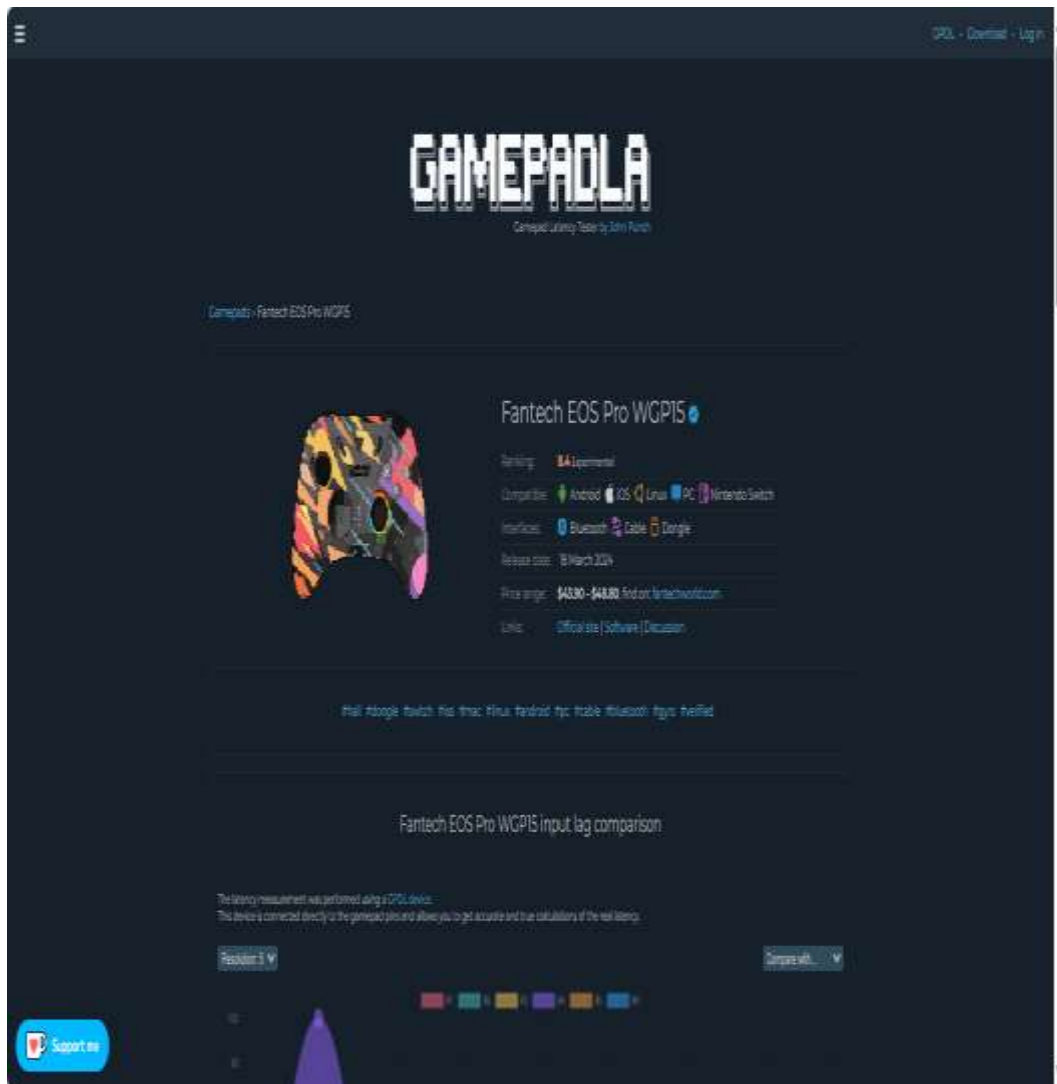 GPDL - Download - Log in
GAMEPADLA
Gamepad Latency Tester by John Punch
Gamepads › Fantech EOS Pro WGP15
Fantech EOS Pro WGP15
Ranking: 8.4 Experimental
Compatible: Android iOS Linux PC Nintendo Switch
Interfaces: Bluetooth Cable Dongle
Release date: 18 March 2024
Price range: find on: fantechworld.com
Links: Official site | Software | Discussion
#hall #dongle #switch #ios #mac #linux #android #pc #cable #bluetooth #gyro #verified
Fantech EOS Pro WGP15 input lag comparison
The latency measurement was performed using a GPDL device.
This device is connected directly to the gamepad pins and allows you to get accurate and true calculations of the real latency.
Compare with...
Support me